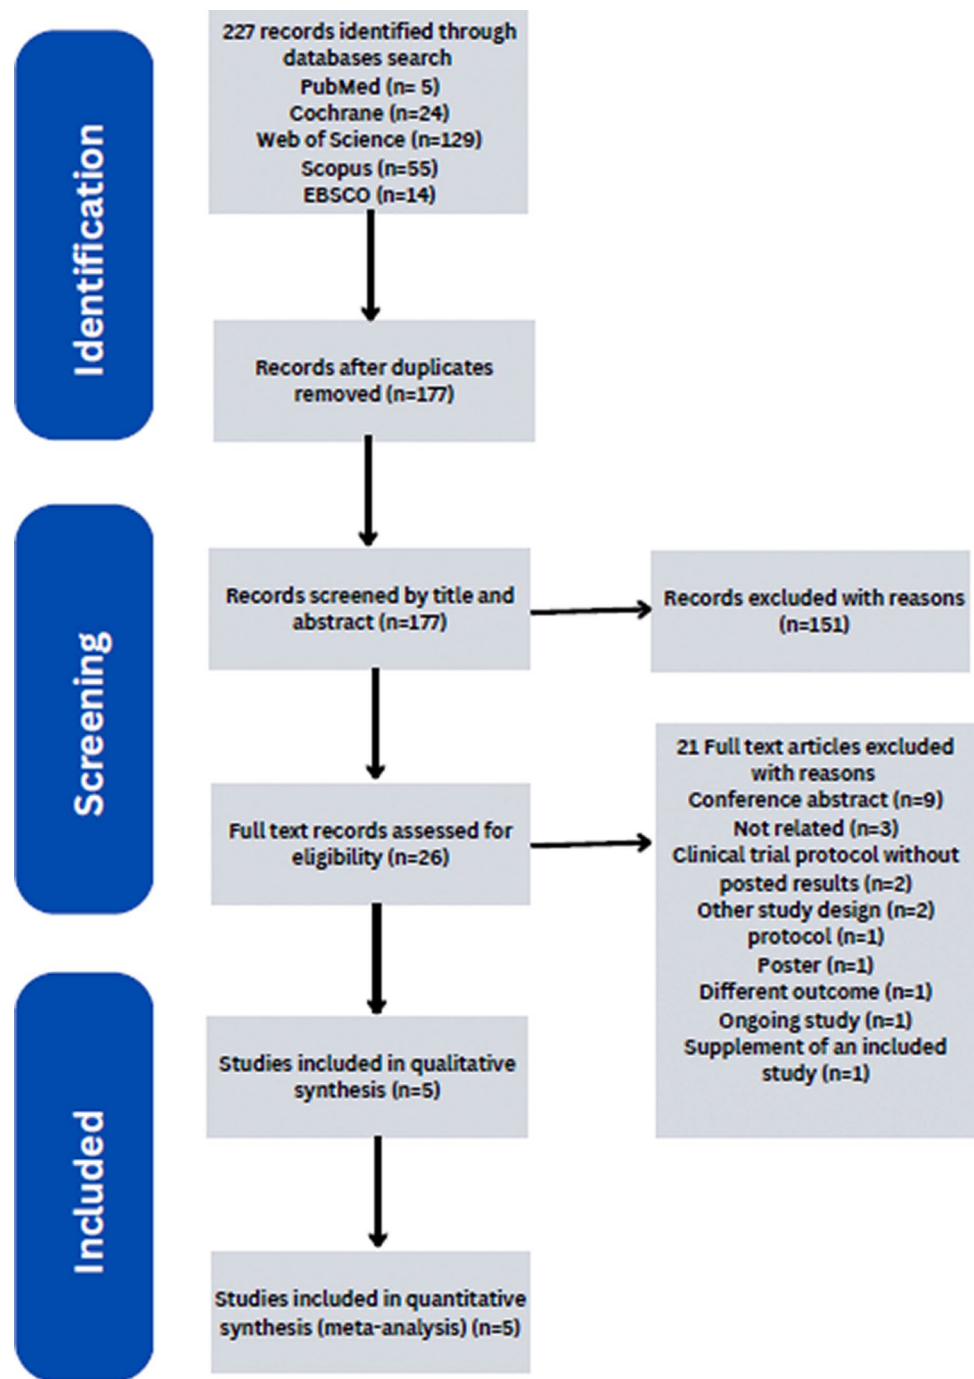 Identification
227 records identified through
databases search
PubMed (n= 5)
Cochrane (n=24)
Web of Science (n=129)
Scopus (n=55)
EBSCO (n=14)
Records after duplicates
removed (n=177)
Screening
Records screened by title and
abstract (n=177)
Records excluded with reasons
(n=151)
Full text records assessed for
eligibility (n=26)
21 Full text articles excluded
with reasons
Conference abstract (n=9)
Not related (n=3)
Clinical trial protocol without
posted results (n=2)
Other study design (n=2)
protocol (n=1)
Poster (n=1)
Different outcome (n=1)
Ongoing study (n=1)
Supplement of an included
study (n=1)
Included
Studies included in qualitative
synthesis (n=5)
Studies included in quantitative
synthesis (meta-analysis) (n=5)